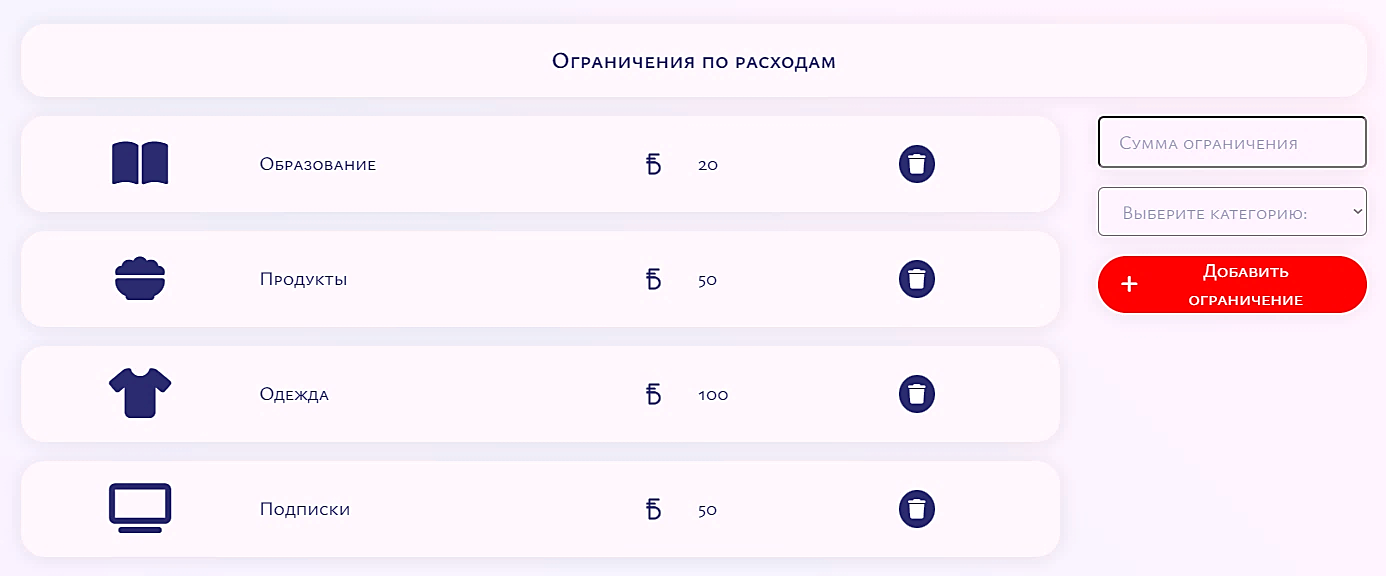 Ограничения по расходам
Образование
20
Продукты
50
Одежда
100
Подписки
50
Сумма ограничения
Выберите категорию:
+ Добавить
ограничение